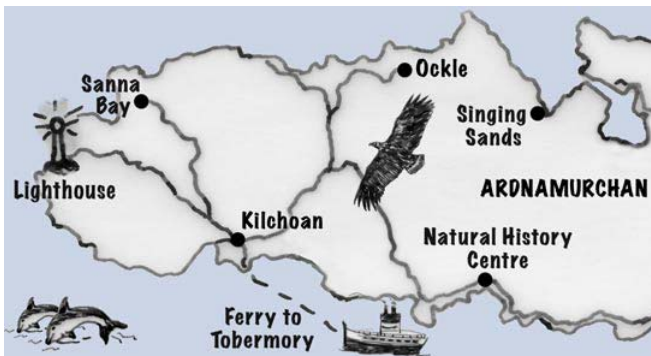 Ockle
Sanna
Bay
Singing
Sands
Lighthouse
ARDNAMURCHAN
Kilchoan
Natural History
Centre
Ferry to
Tobermory